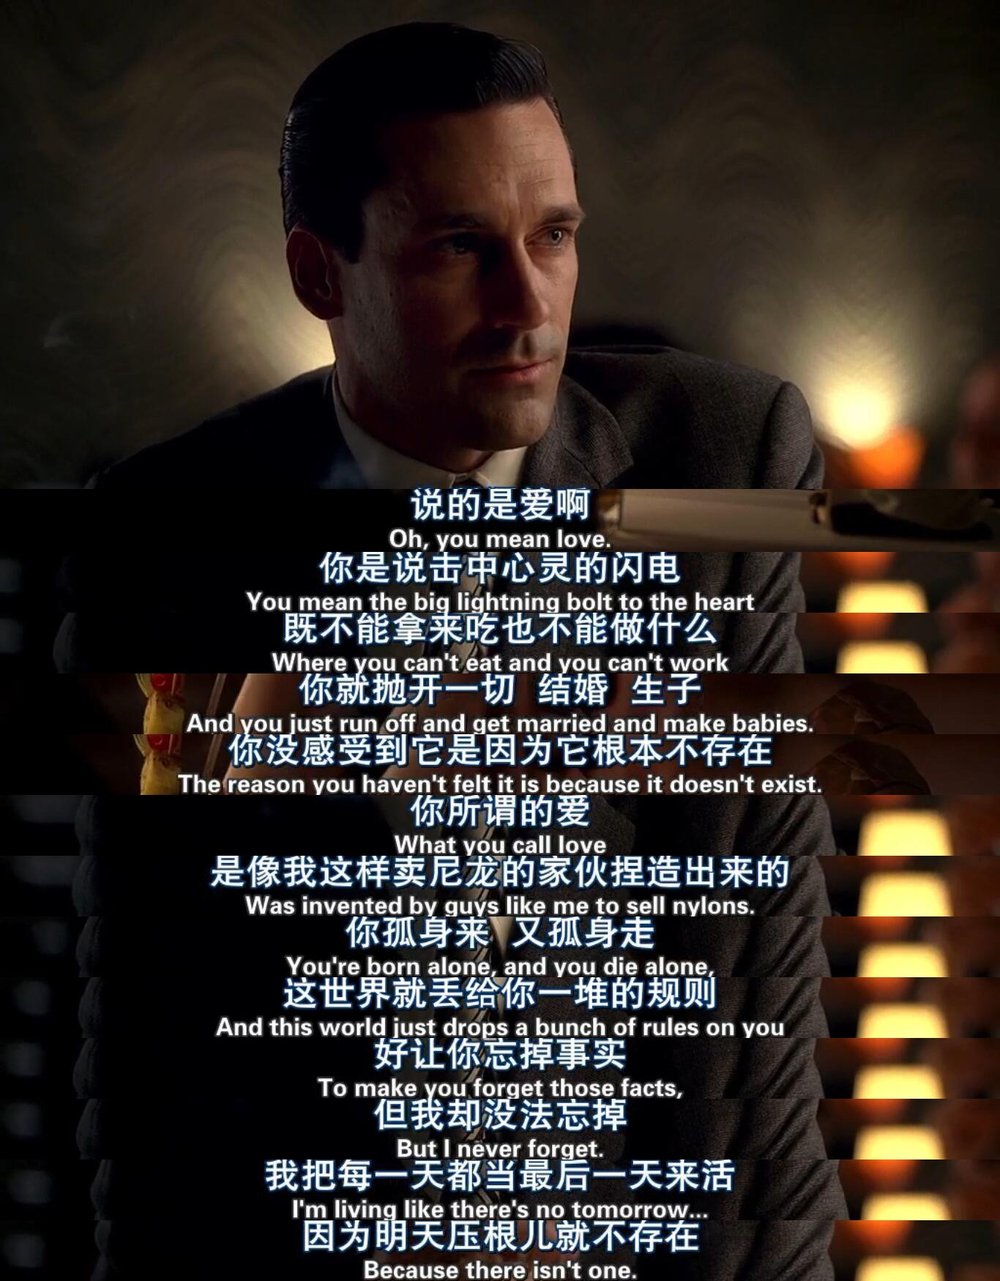 说的是爱啊
Oh, you mean love.
你是说击中心灵的闪电
You mean the big lightning bolt to the heart
既不能拿来吃也不能做什么
Where you can't eat and you can't work
你就抛开一切 结婚 生子
And you just run off and get married and make babies.
你没感受到它是因为它根本不存在
The reason you haven't felt it is because it doesn't exist.
你所谓的爱
What you call love
是像我这样卖尼龙的家伙捏造出来的
Was invented by guys like me to sell nylons.
你孤身来 又孤身走
You're born alone, and you die alone,
这世界就丢给你一堆的规则
And this world just drops a bunch of rules on you
好让你忘掉事实
To make you forget those facts,
但我却没法忘掉
But I never forget.
我把每一天都当最后一天来活
I'm living like there's no tomorrow...
因为明天压根儿就不存在
Because there isn't one.